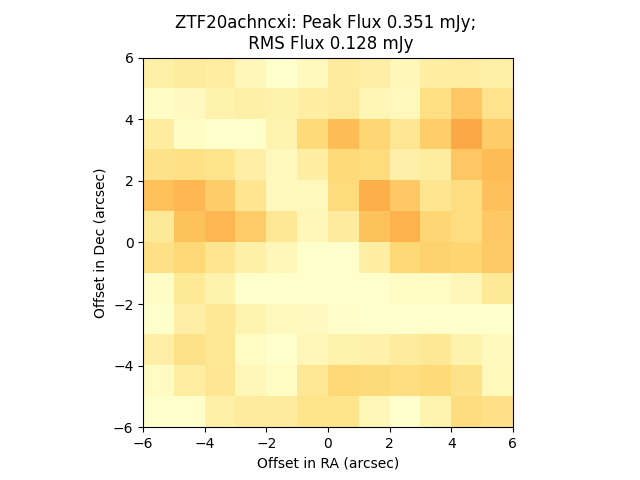 ZTF20achncxi: Peak Flux 0.351 mJy;
RMS Flux 0.128 mJy
6
4
2
0
−2
−4
−6
Offset in Dec (arcsec)
−6 −4 −2 0 2 4 6
Offset in RA (arcsec)